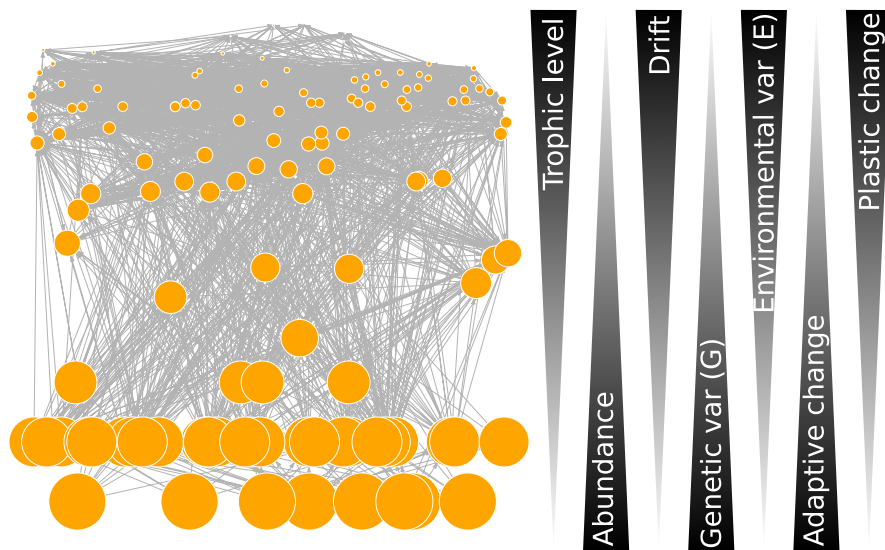 Trophic level
Abundance
Drift
Genetic var (G)
Environmental var (E)
Adaptive change
Plastic change